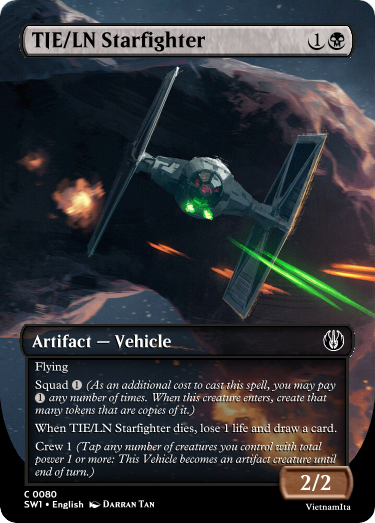 TIE/LN Starfighter 1
Artifact — Vehicle
Flying
Squad 1 (As an additional cost to cast this spell, you may pay
1 any number of times. When this creature enters, create that
many tokens that are copies of it.)
When TIE/LN Starfighter dies, lose 1 life and draw a card.
Crew 1 (Tap any number of creatures you control with total
power 1 or more: This Vehicle becomes an artifact creature until
end of turn.)
2/2
C 0080
SW1 • English Darran Tan
VietnamIta